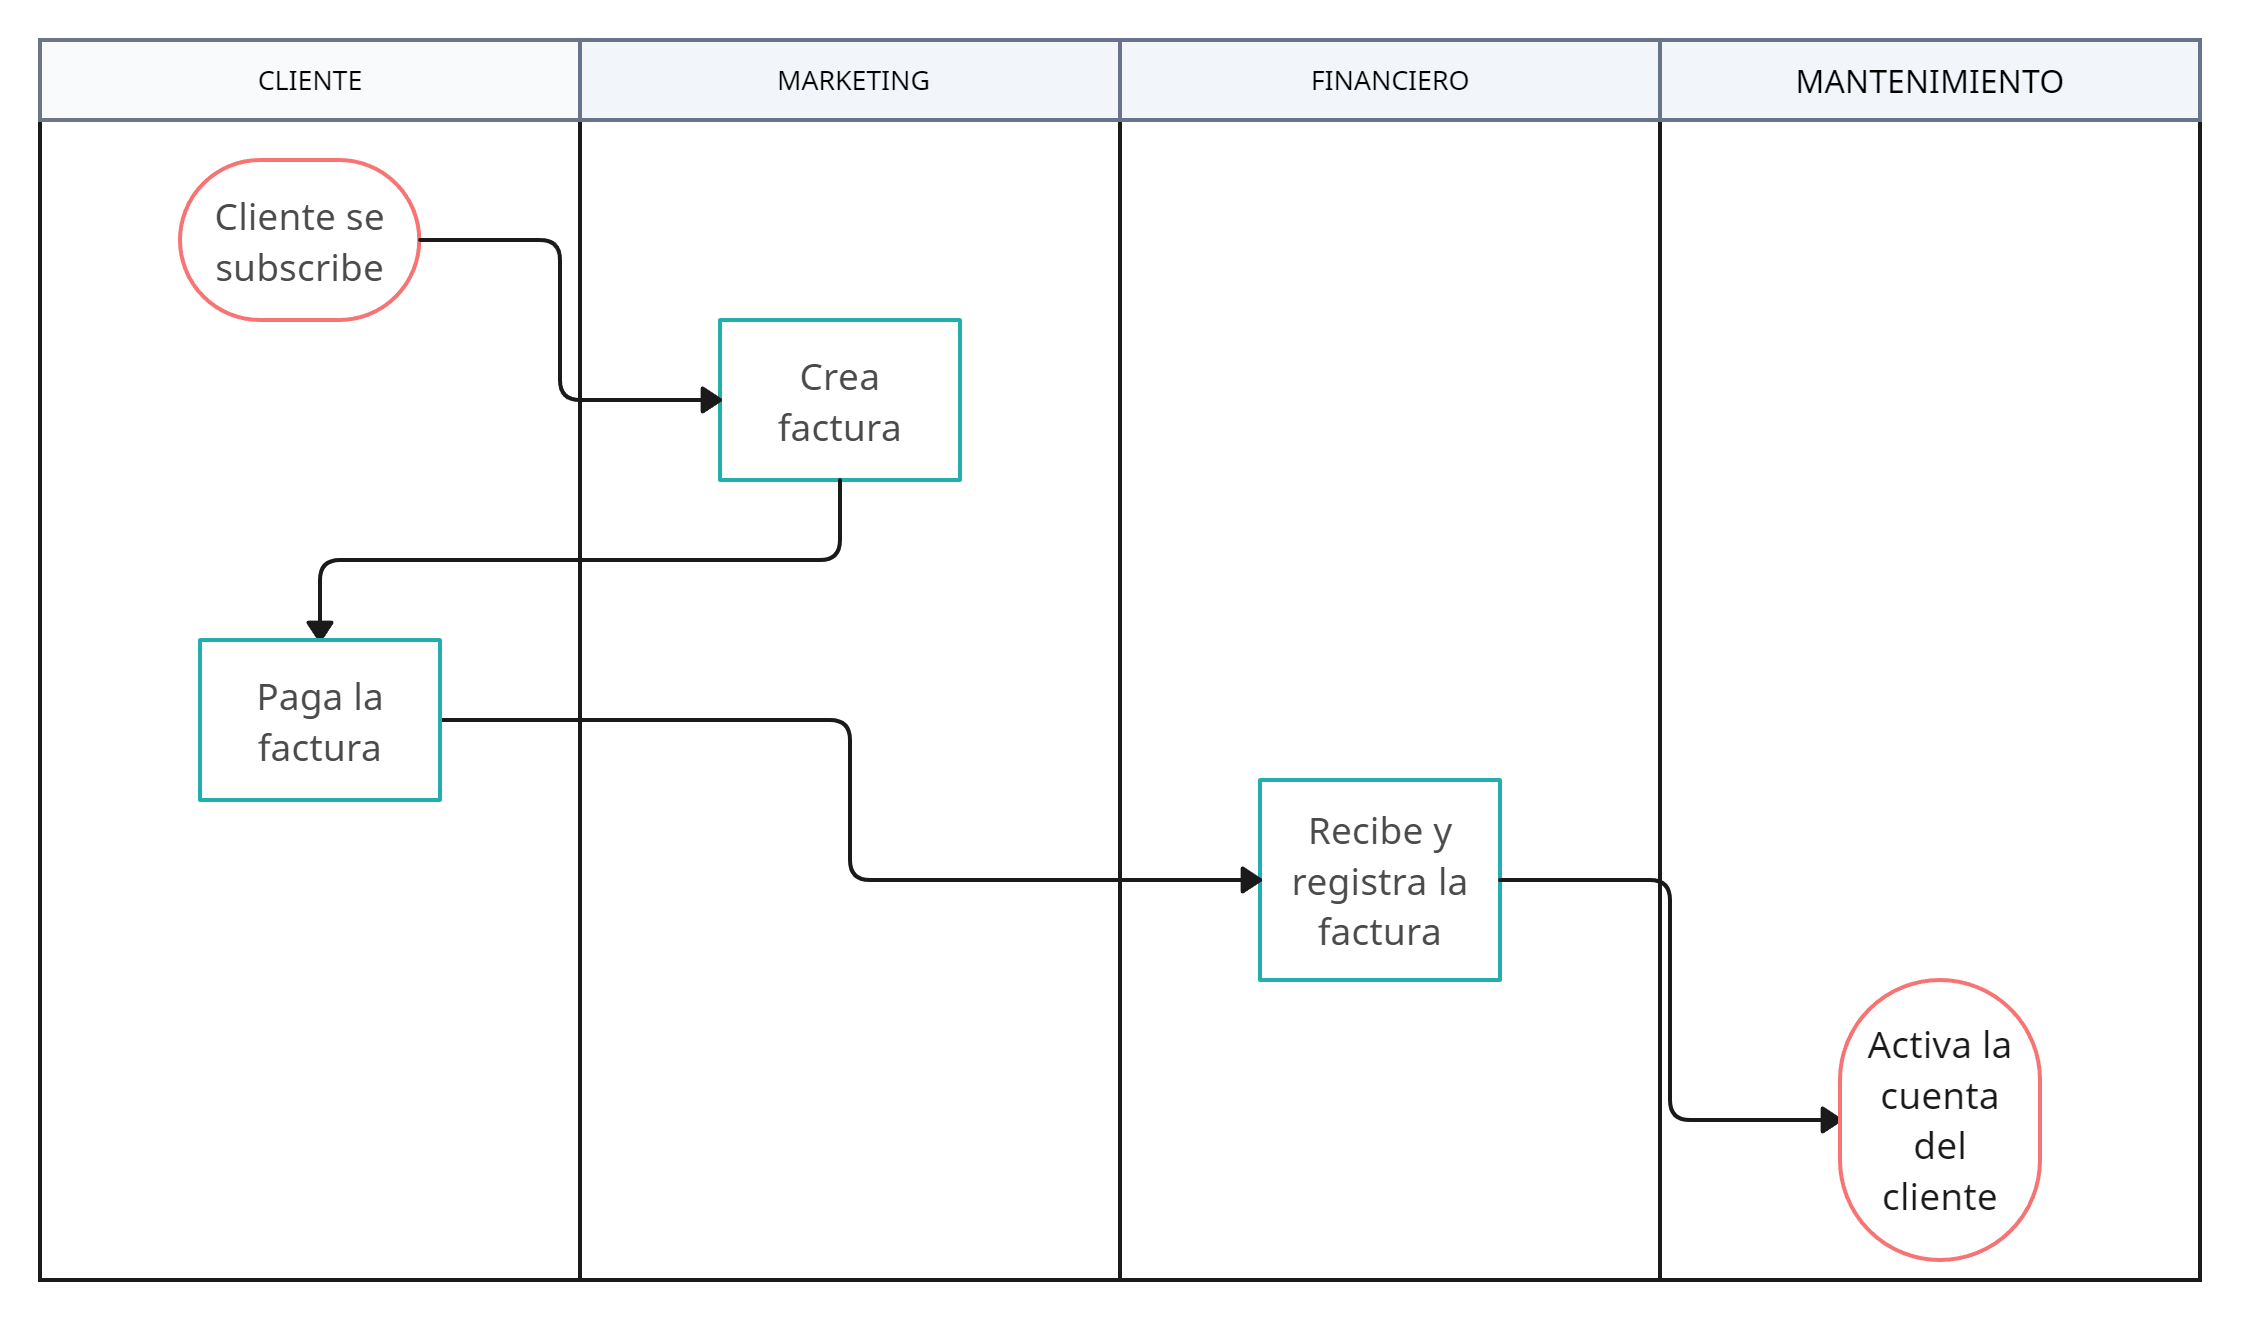 CLIENTE
MARKETING
FINANCIERO
MANTENIMIENTO
Cliente se
subscribe
Crea
factura
Paga la
factura
Recibe y
registra la
factura
Activa la
cuenta
del
cliente